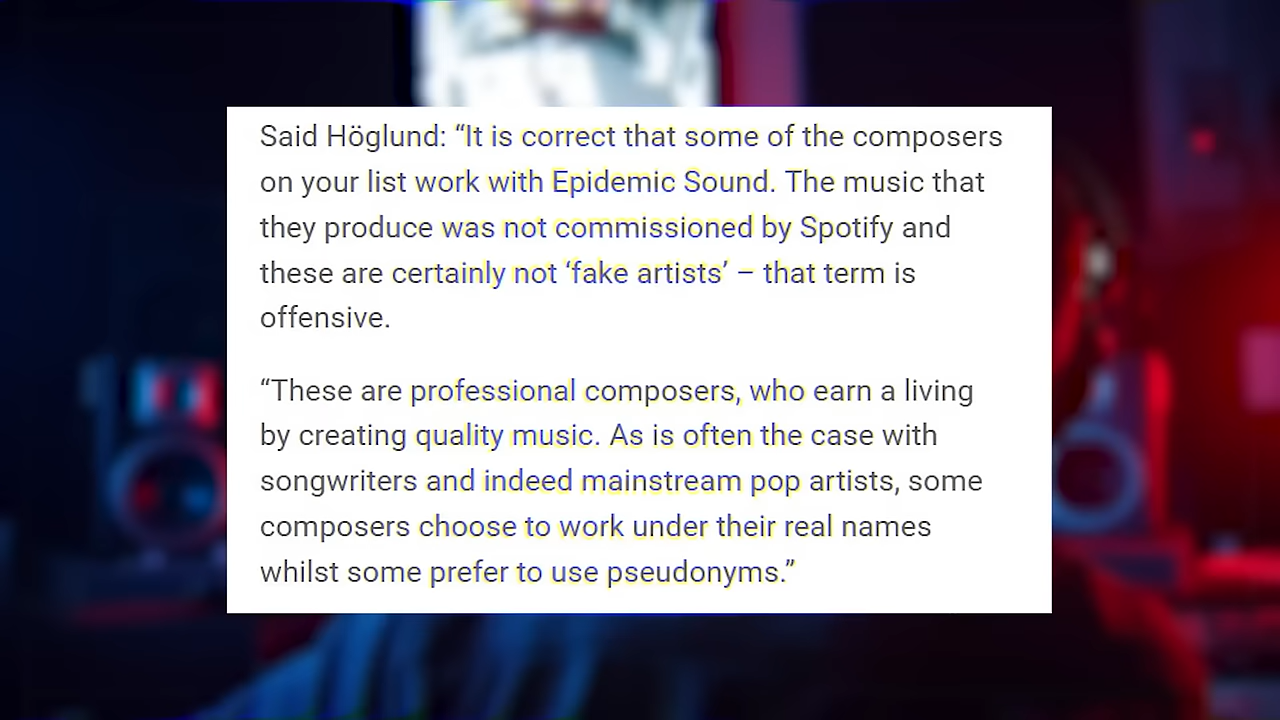 Said Höglund: “It is correct that some of the composers
on your list work with Epidemic Sound. The music that
they produce was not commissioned by Spotify and
these are certainly not ‘fake artists’ – that term is
offensive.
“These are professional composers, who earn a living
by creating quality music. As is often the case with
songwriters and indeed mainstream pop artists, some
composers choose to work under their real names
whilst some prefer to use pseudonyms.”